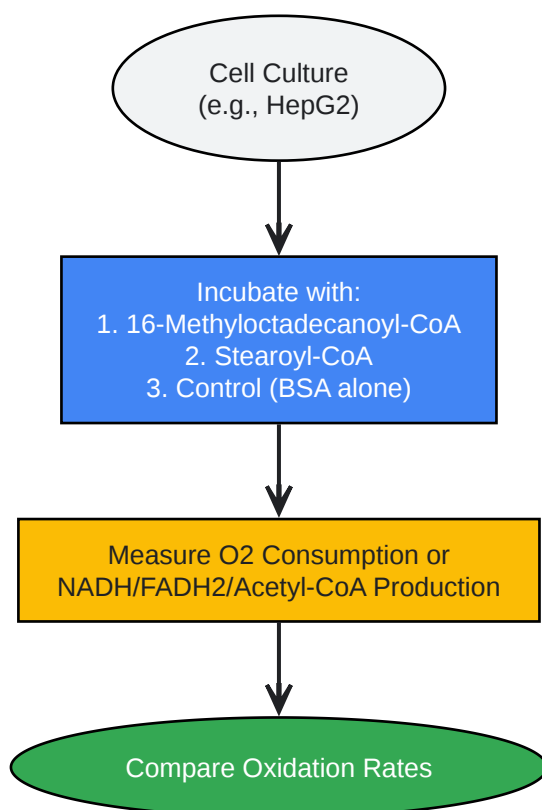 Cell Culture
(e.g., HepG2)
Incubate with:
1. 16-Methyloctadecanoyl-CoA
2. Stearoyl-CoA
3. Control (BSA alone)
Measure O2 Consumption or
NADH/FADH2/Acetyl-CoA Production
Compare Oxidation Rates